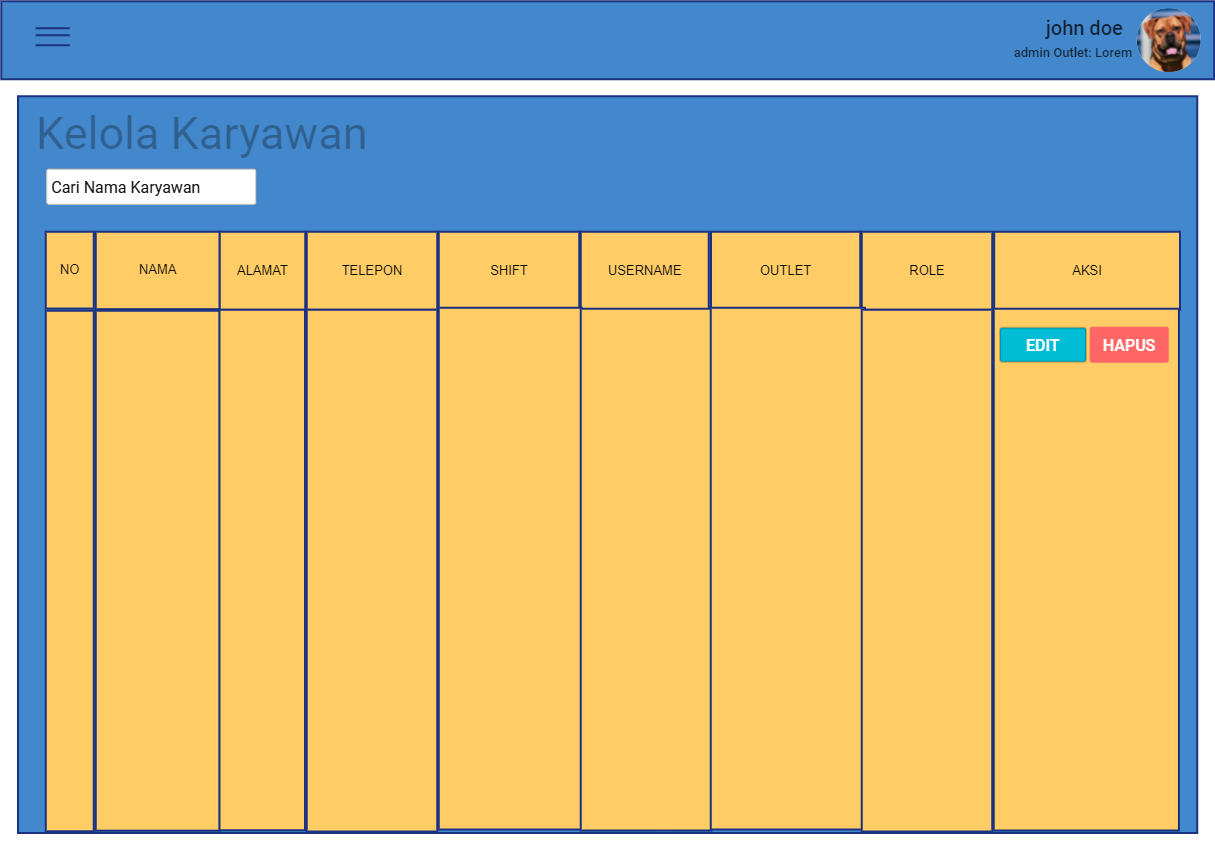 john doe
admin Outlet: Lorem
Kelola Karyawan
Cari Nama Karyawan
NO NAMA ALAMAT TELEPON SHIFT USERNAME OUTLET ROLE AKSI
EDIT HAPUS